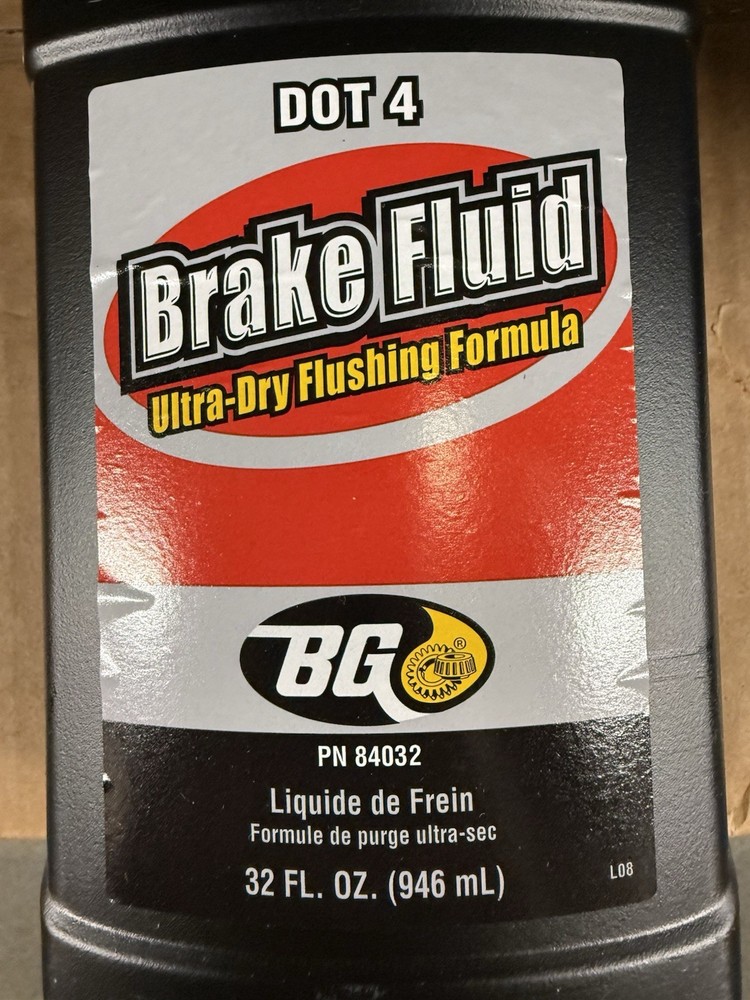 DOT 4
Brake Fluid
Ultra-Dry Flushing Formula
BG
®
PN 84032
Liquide de Frein
Formule de purge ultra-sec
32 FL. OZ. (946 mL)
L08